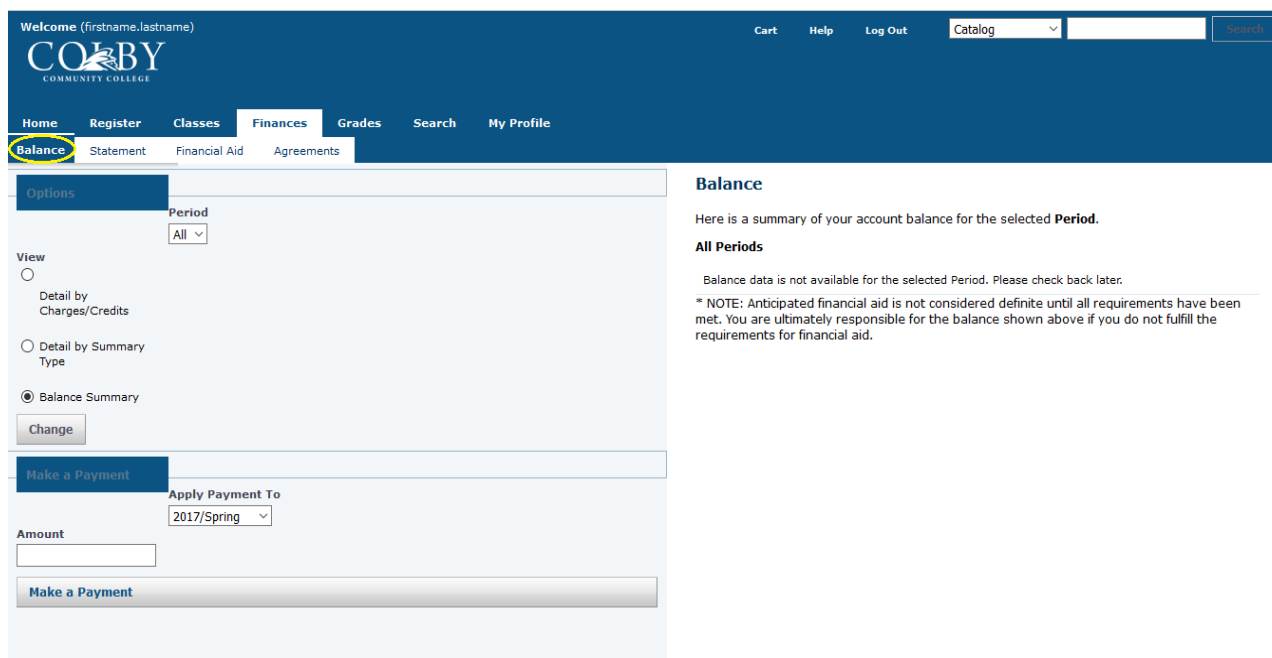 Welcome (firstname.lastname)
Cart Help Log Out Catalog Search
COLBY
COMMUNITY COLLEGE
Home Register Classes Finances Grades Search My Profile
Balance Statement Financial Aid Agreements
Options
Period
All
View
Detail by
Charges/Credits
Detail by Summary
Type
Balance Summary
Change
Make a Payment
Apply Payment To
2017/Spring
Amount
Make a Payment
Balance
Here is a summary of your account balance for the selected Period.
All Periods
Balance data is not available for the selected Period. Please check back later.
* NOTE: Anticipated financial aid is not considered definite until all requirements have been
met. You are ultimately responsible for the balance shown above if you do not fulfill the
requirements for financial aid.